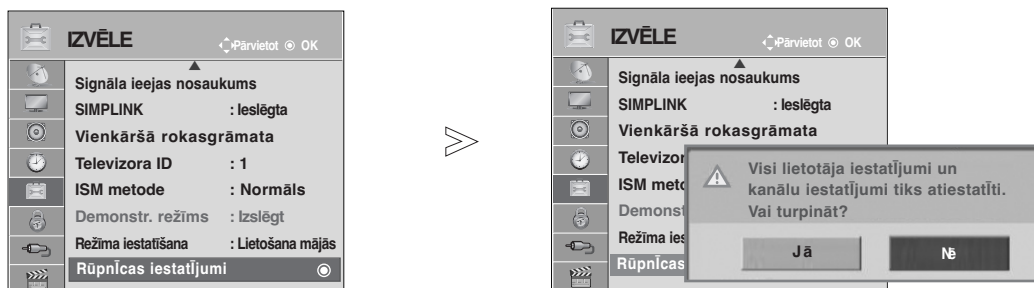 IZVĒLE
Pārvietot OK
Signāla ieejas nosaukums
SIMPLINK : Ieslēgta
Vienkāršā rokasgrāmata
Televizora ID : 1
ISM metode : Normāls
Demonstr. režīms : Izslēgt
Režīma iestatīšana : Lietošana mājās
RūpnĪcas iestatĪjumi
>
IZVĒLE
Pārvietot OK
Signāla ieejas nosaukums
SIMPLINK : Ieslēgta
Vienkāršā rokasgrāmata
Televizor
ISM metod
Demonst
Režīma ies
RūpnĪcas
Visi lietotāja iestatĪjumi un
kanālu iestatĪjumi tiks atiestatĪti.
Vai turpināt?
Jā Nē